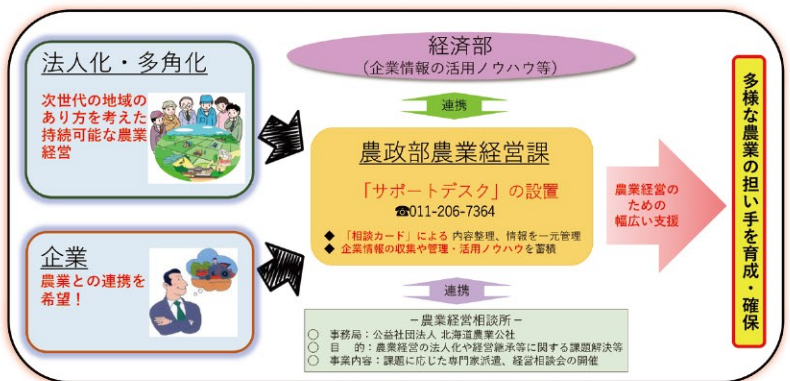 法人化・多角化
次世代の地域の
あり方を考えた
持続可能な農業
経営
企業
農業との連携を
希望！
経済部
（企業情報の活用ノウハウ等）
連携
農政部農業経営課
「サポートデスク」の設置
☎011-206-7364
◆ 「相談カード」による 内容整理、情報を一元管理
◆ 企業情報の収集や管理・活用ノウハウを蓄積
連携
－農業経営相談所－
○ 事務局：公益社団法人 北海道農業公社
○ 目 的：農業経営の法人化や経営継承等に関する課題解決等
○ 事業内容：課題に応じた専門家派遣、経営相談会の開催
農業経営の
ための
幅広い支援
多様な農業の担い手を育成・確保